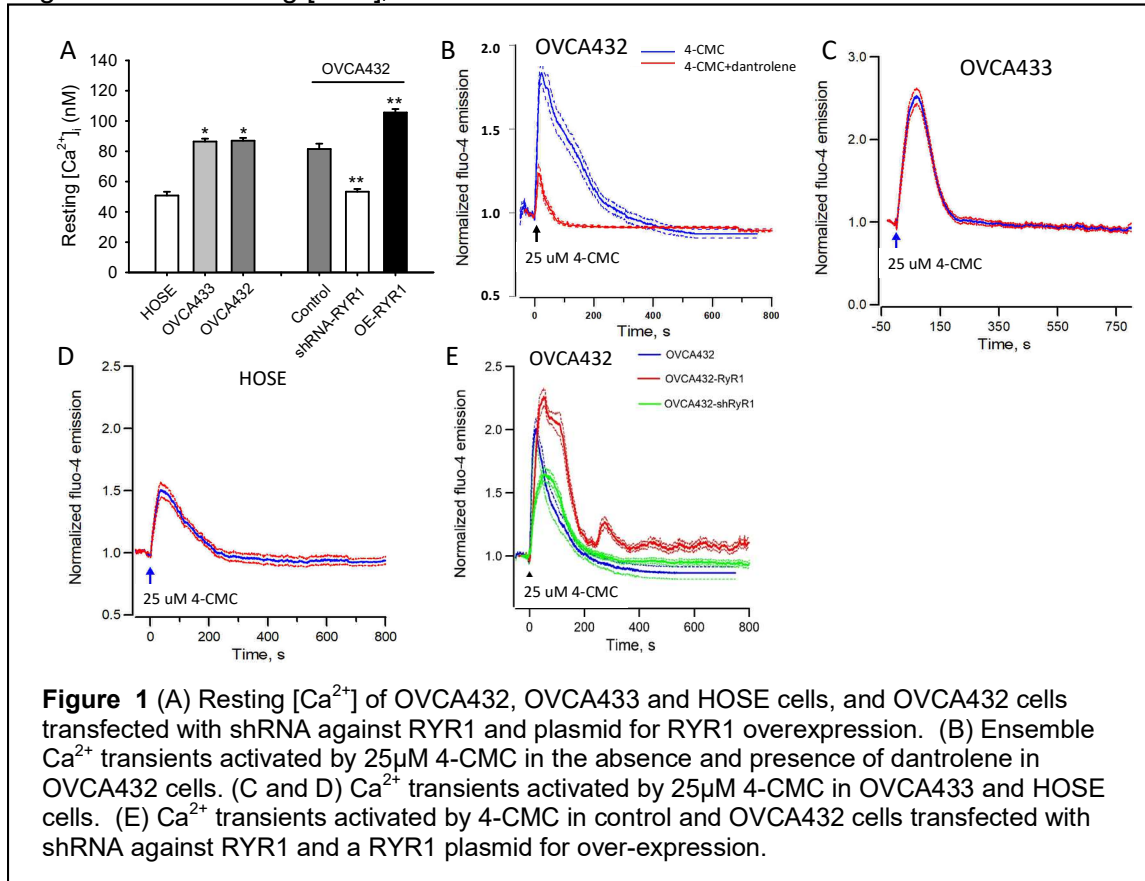 A
Resting [Ca2+]i (nM)
140
120
100
80
60
40
20
0
OVCA432
*
*
**
**
HOSE
OVCA433
OVCA432
Control
shRNA-RYR1
OE-RYR1
B
OVCA432
4-CMC
4-CMC+dantrolene
Normalized fluo-4 emission
2.0
1.5
1.0
0.5
25 uM 4-CMC
0 200 400 600 800
Time, s
C
OVCA433
Normalized fluo-4 emission
3.0
2.0
1.0
0.0
25 uM 4-CMC
-50 150 350 550 750
Time, s
D
HOSE
Normalized fluo-4 emission
2.5
2.0
1.5
1.0
0.5
25 uM 4-CMC
0 200 400 600 800
Time, s
E
OVCA432
OVCA432
OVCA432-RyR1
OVCA432-shRyR1
Normalized fluo-4 emission
2.5
2.0
1.5
1.0
0.5
25 uM 4-CMC
0 200 400 600 800
Time, s
Figure 1 (A) Resting [Ca2+] of OVCA432, OVCA433 and HOSE cells, and OVCA432 cells
transfected with shRNA against RYR1 and plasmid for RYR1 overexpression. (B) Ensemble
Ca2+ transients activated by 25µM 4-CMC in the absence and presence of dantrolene in
OVCA432 cells. (C and D) Ca2+ transients activated by 25µM 4-CMC in OVCA433 and HOSE
cells. (E) Ca2+ transients activated by 4-CMC in control and OVCA432 cells transfected with
shRNA against RYR1 and a RYR1 plasmid for over-expression.